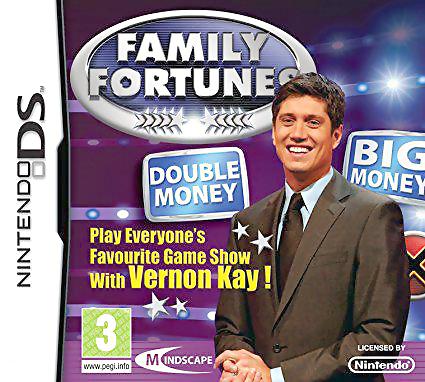 NINTENDO DS™
FAMILY
FORTUNES
DOUBLE
MONEY
BIG
MONEY
Play Everyone's
Favourite Game Show
With Vernon Kay!
3
www.pegi.info
MINDSCAPE
LICENSED BY
Nintendo